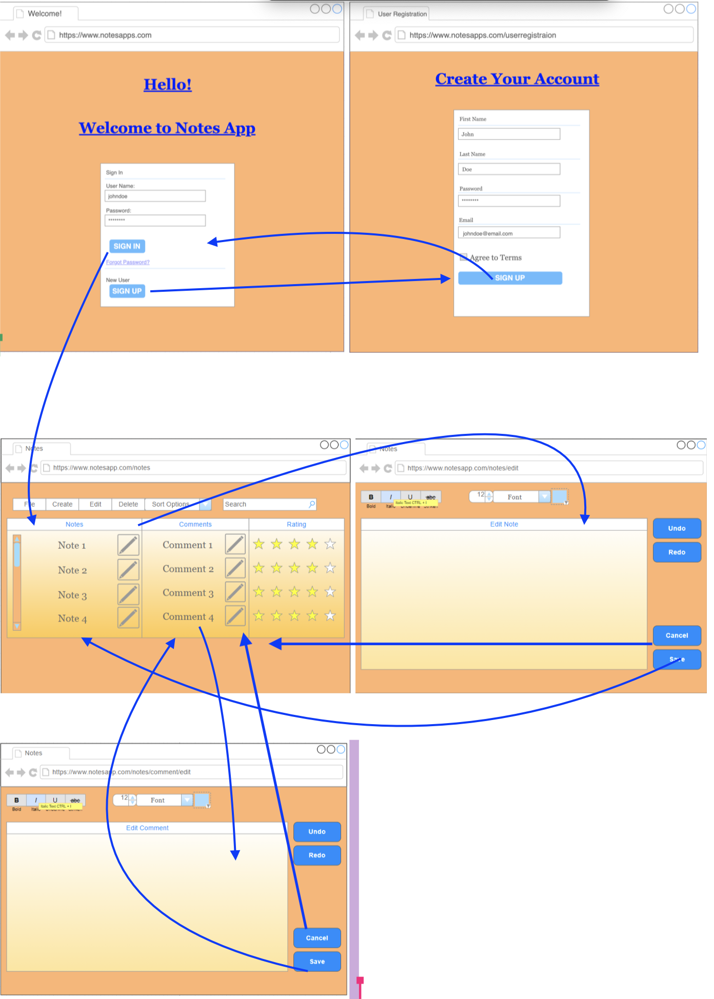 Welcome!
https://www.notesapps.com
Hello!
Welcome to Notes App
Sign In
User Name:
johndoe
Password:
********
SIGN IN
Forgot Password?
New User
SIGN UP
User Registration
https://www.notesapps.com/userregistraion
Create Your Account
First Name
John
Last Name
Doe
Password
********
Email
johndoe@email.com
Agree to Terms
SIGN UP
Notes
https://www.notesapp.com/notes
File Create Edit Delete Sort Options Search
Notes Comments Rating
Note 1 Comment 1
Note 2 Comment 2
Note 3 Comment 3
Note 4 Comment 4
Notes
https://www.notesapp.com/notes/edit
B I U abc 12 Font
Italic Text CTRL + I
Bold Italic Underline Striken
Edit Note
Undo
Redo
Cancel
Save
Notes
https://www.notesapp.com/notes/comment/edit
B I U abc 12 Font
Italic Text CTRL + I
Bold Italic Underline Striken
Edit Comment
Undo
Redo
Cancel
Save